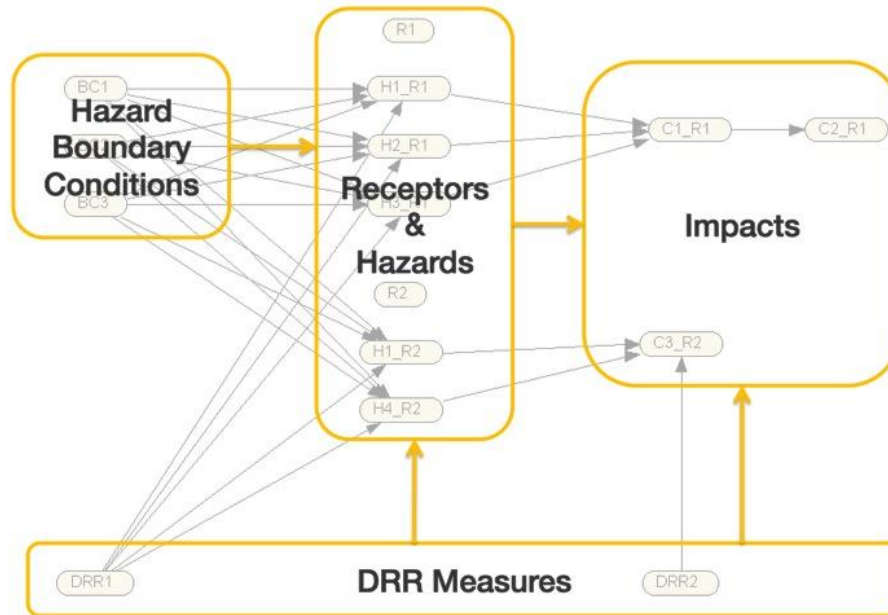 R1
BC1
H1_R1
Hazard
Boundary
Conditions
C1_R1
C2_R1
H2_R1
BC3
Receptors
H3_R1
&
Hazards
Impacts
R2
H1_R2
C3_R2
H4_R2
DRR1
DRR Measures
DRR2